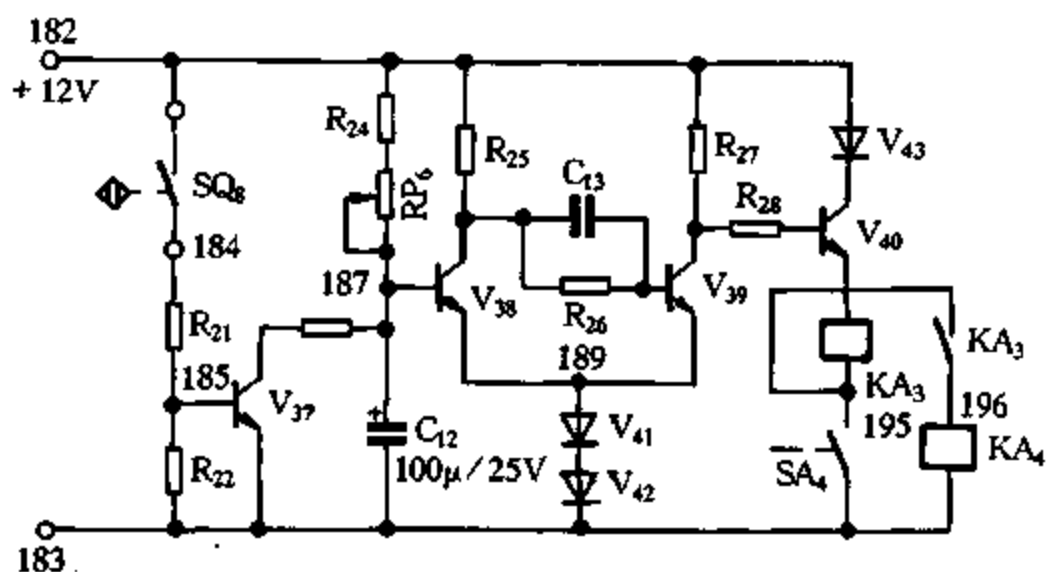 182
+ 12V
R24
R25
R27
V43
C13
R28
SQ8
RP6
V40
184
187
V38
V39
R26
R21
189
KA3
185
V37
KA3
195
196
C12
100μ/25V
V41
SA4
KA4
R22
V42
183